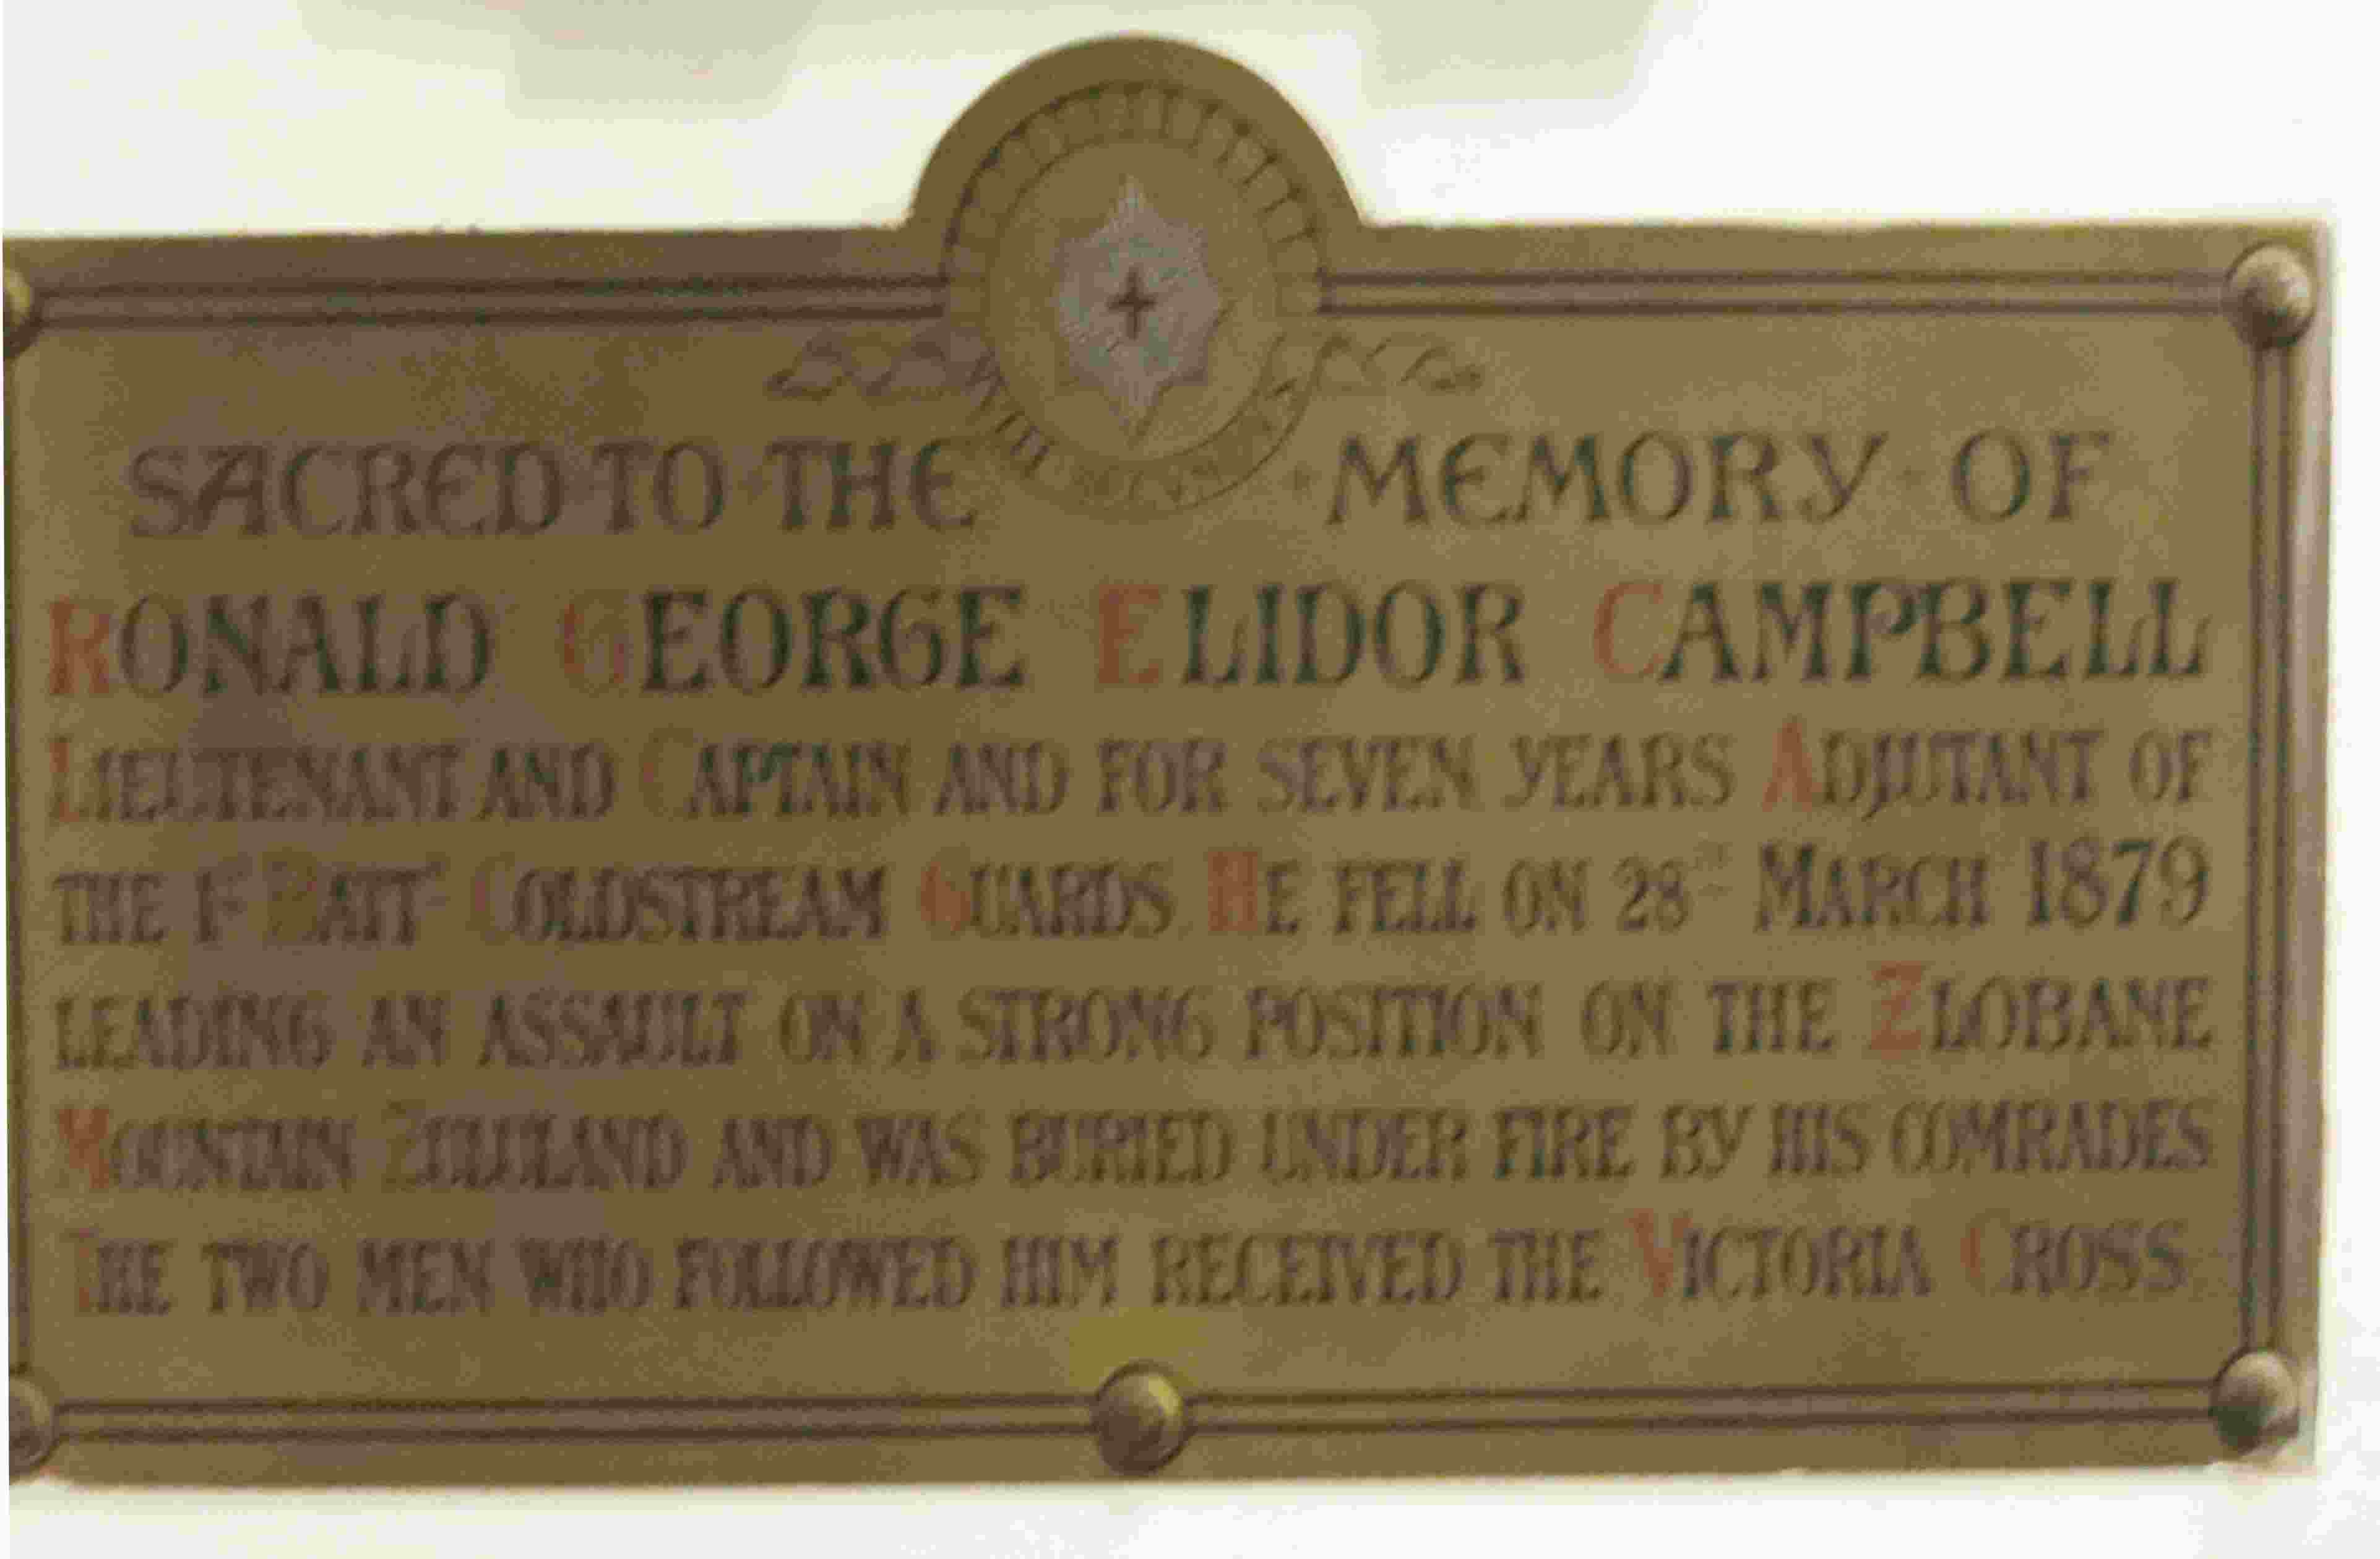 SACRED TO THE MEMORY OF
RONALD GEORGE ELIDOR CAMPBELL
LIEUTENANT AND CAPTAIN AND FOR SEVEN YEARS ADJUTANT OF
THE 1ST BATTN COLDSTREAM GUARDS HE FELL ON 28TH MARCH 1879
LEADING AN ASSAULT ON A STRONG POSITION ON THE ZLOBANE
MOUNTAIN ZULULAND AND WAS BURIED UNDER FIRE BY HIS COMRADES
THE TWO MEN WHO FOLLOWED HIM RECEIVED THE VICTORIA CROSS